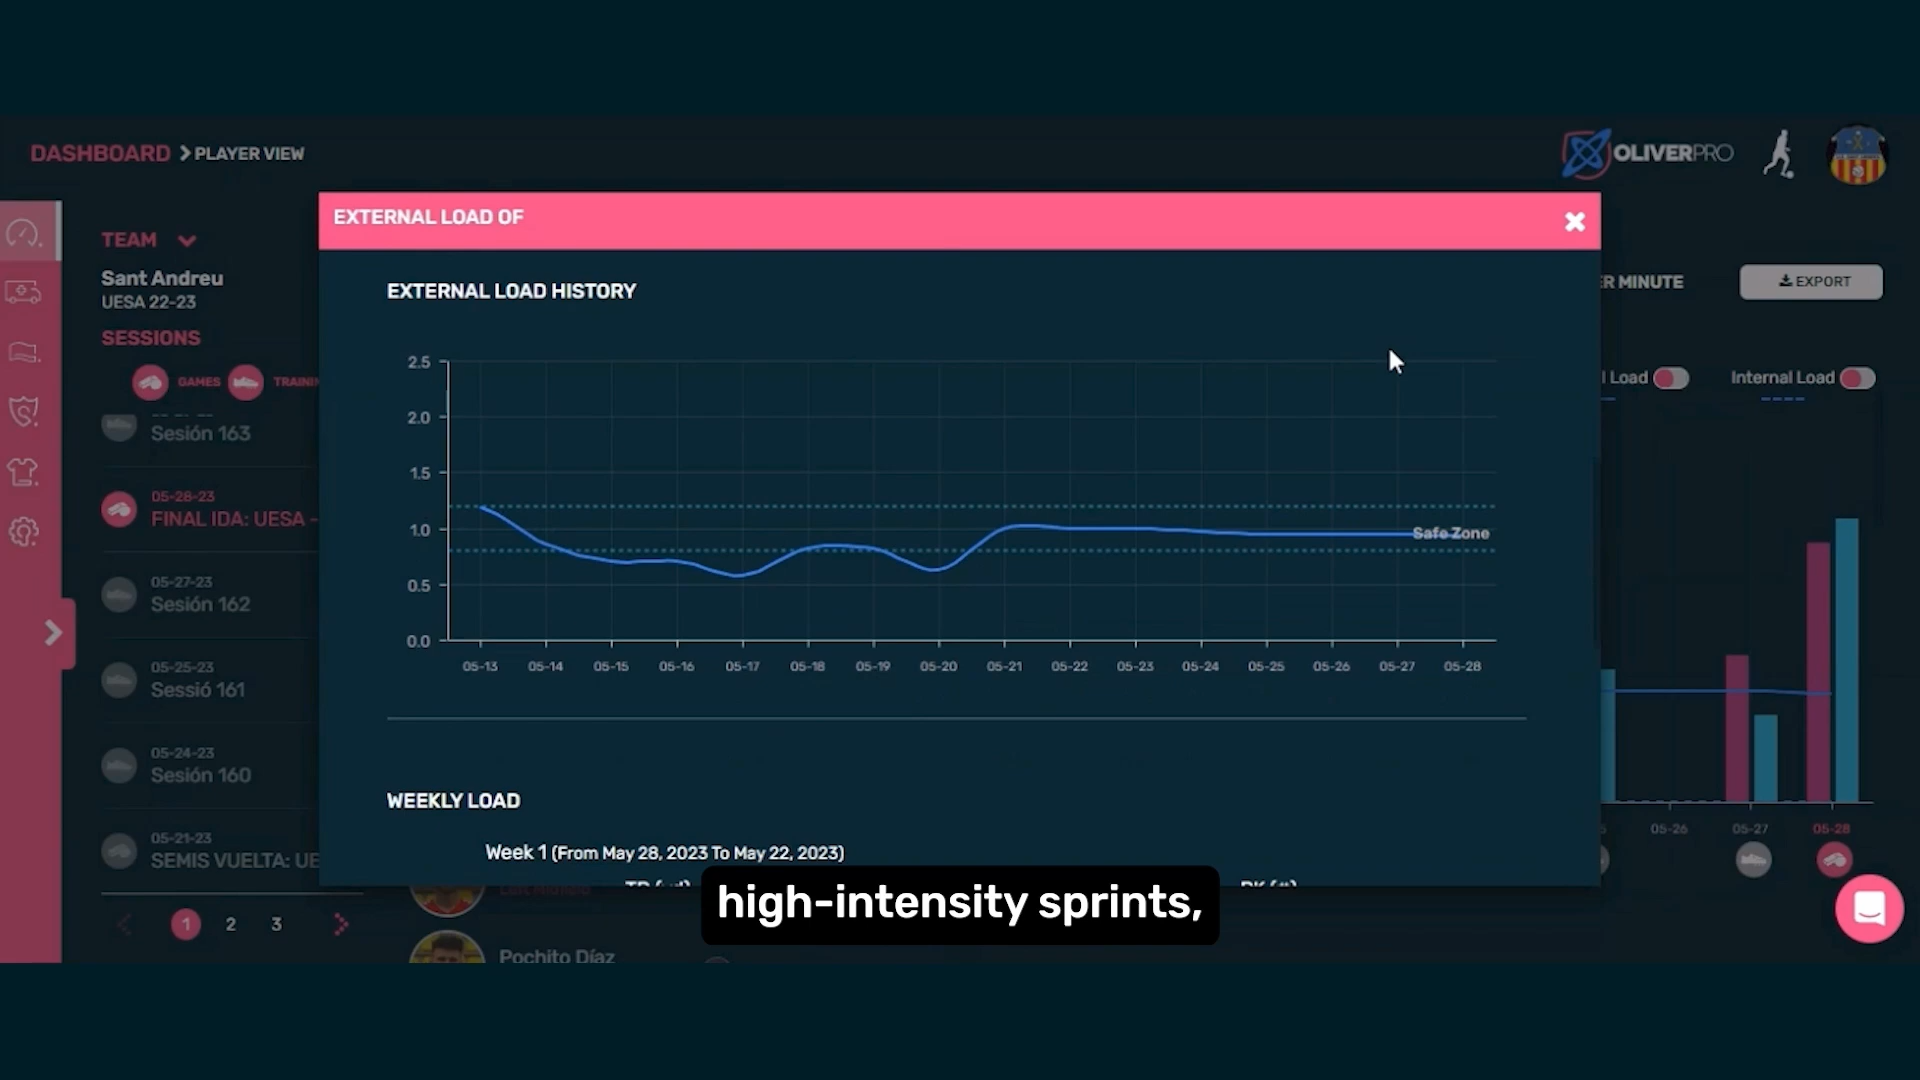 DASHBOARD > PLAYER VIEW
OLIVERPRO
EXTERNAL LOAD OF
TEAM
Sant Andreu
UESA 22-23
SESSIONS
GAMES
Sesión 163
05-28-23
FINAL IDA: UESA -
05-27-23
Sesión 162
05-25-23
Sessió 161
05-24-23
Sesión 160
05-21-23
SEMIS VUELTA: UE
1 2 3
EXTERNAL LOAD HISTORY
2.5
2.0
1.5
1.0
0.5
0.0
Safe Zone
05-13 05-14 05-15 05-16 05-17 05-18 05-19 05-20 05-21 05-22 05-23 05-24 05-25 05-26 05-27 05-28
WEEKLY LOAD
Week 1 (From May 28, 2023 To May 22, 2023)
MINUTE
EXPORT
Load
Internal Load
05-26 05-27 05-28
high-intensity sprints,
Pochito Díaz